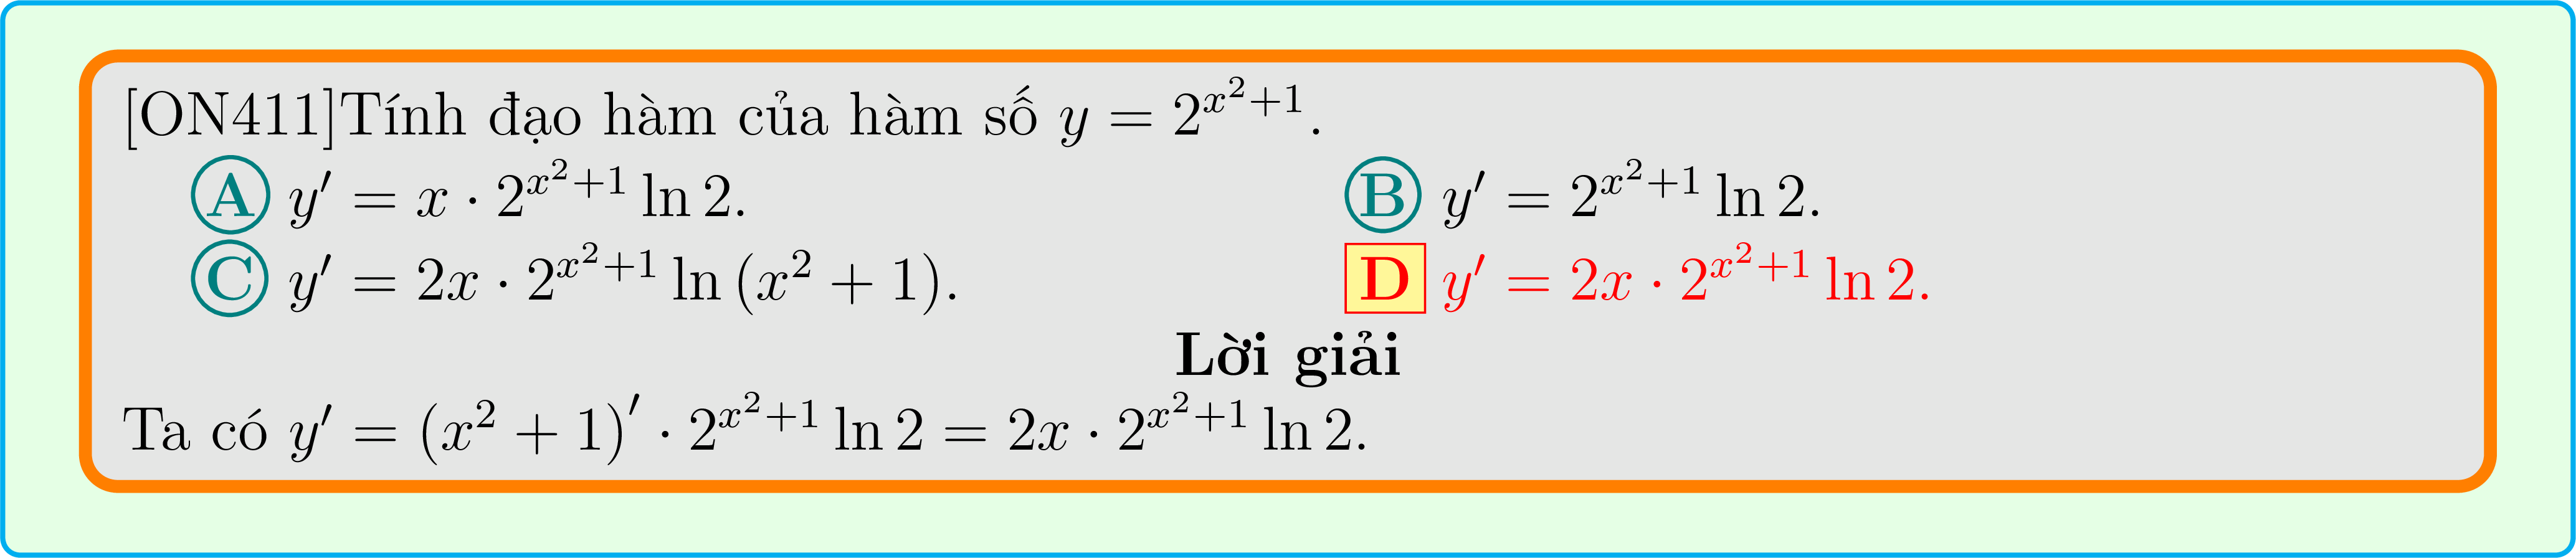 [ON411]Tính đạo hàm của hàm số $y = 2^{x^2+1}$.
A $y' = x \cdot 2^{x^2+1} \ln 2$. B $y' = 2^{x^2+1} \ln 2$.
C $y' = 2x \cdot 2^{x^2+1} \ln (x^2 + 1)$. D $y' = 2x \cdot 2^{x^2+1} \ln 2$.
Lời giải
Ta có $y' = (x^2 + 1)' \cdot 2^{x^2+1} \ln 2 = 2x \cdot 2^{x^2+1} \ln 2$.